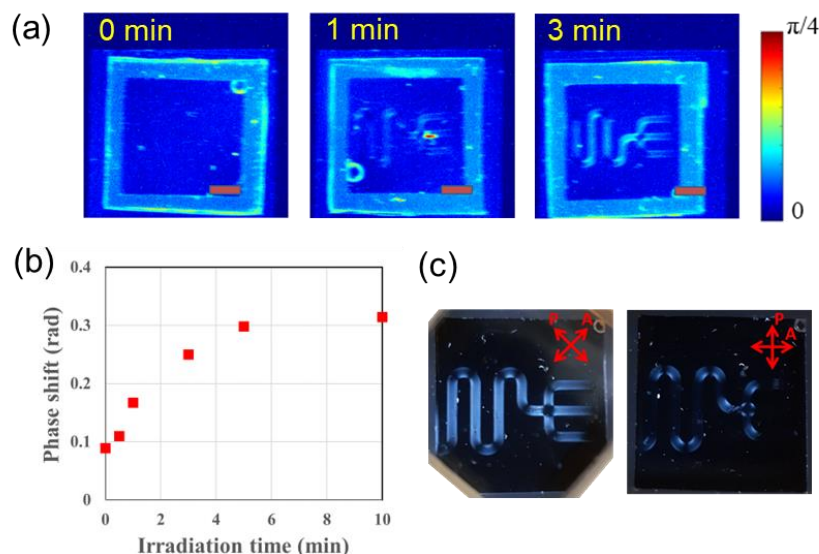 (a)
0 min
1 min
3 min
π/4
0
(b)
0.4
0.3
0.2
0.1
0
0 2 4 6 8 10
Phase shift (rad)
Irradiation time (min)
(c)
P A
P
A